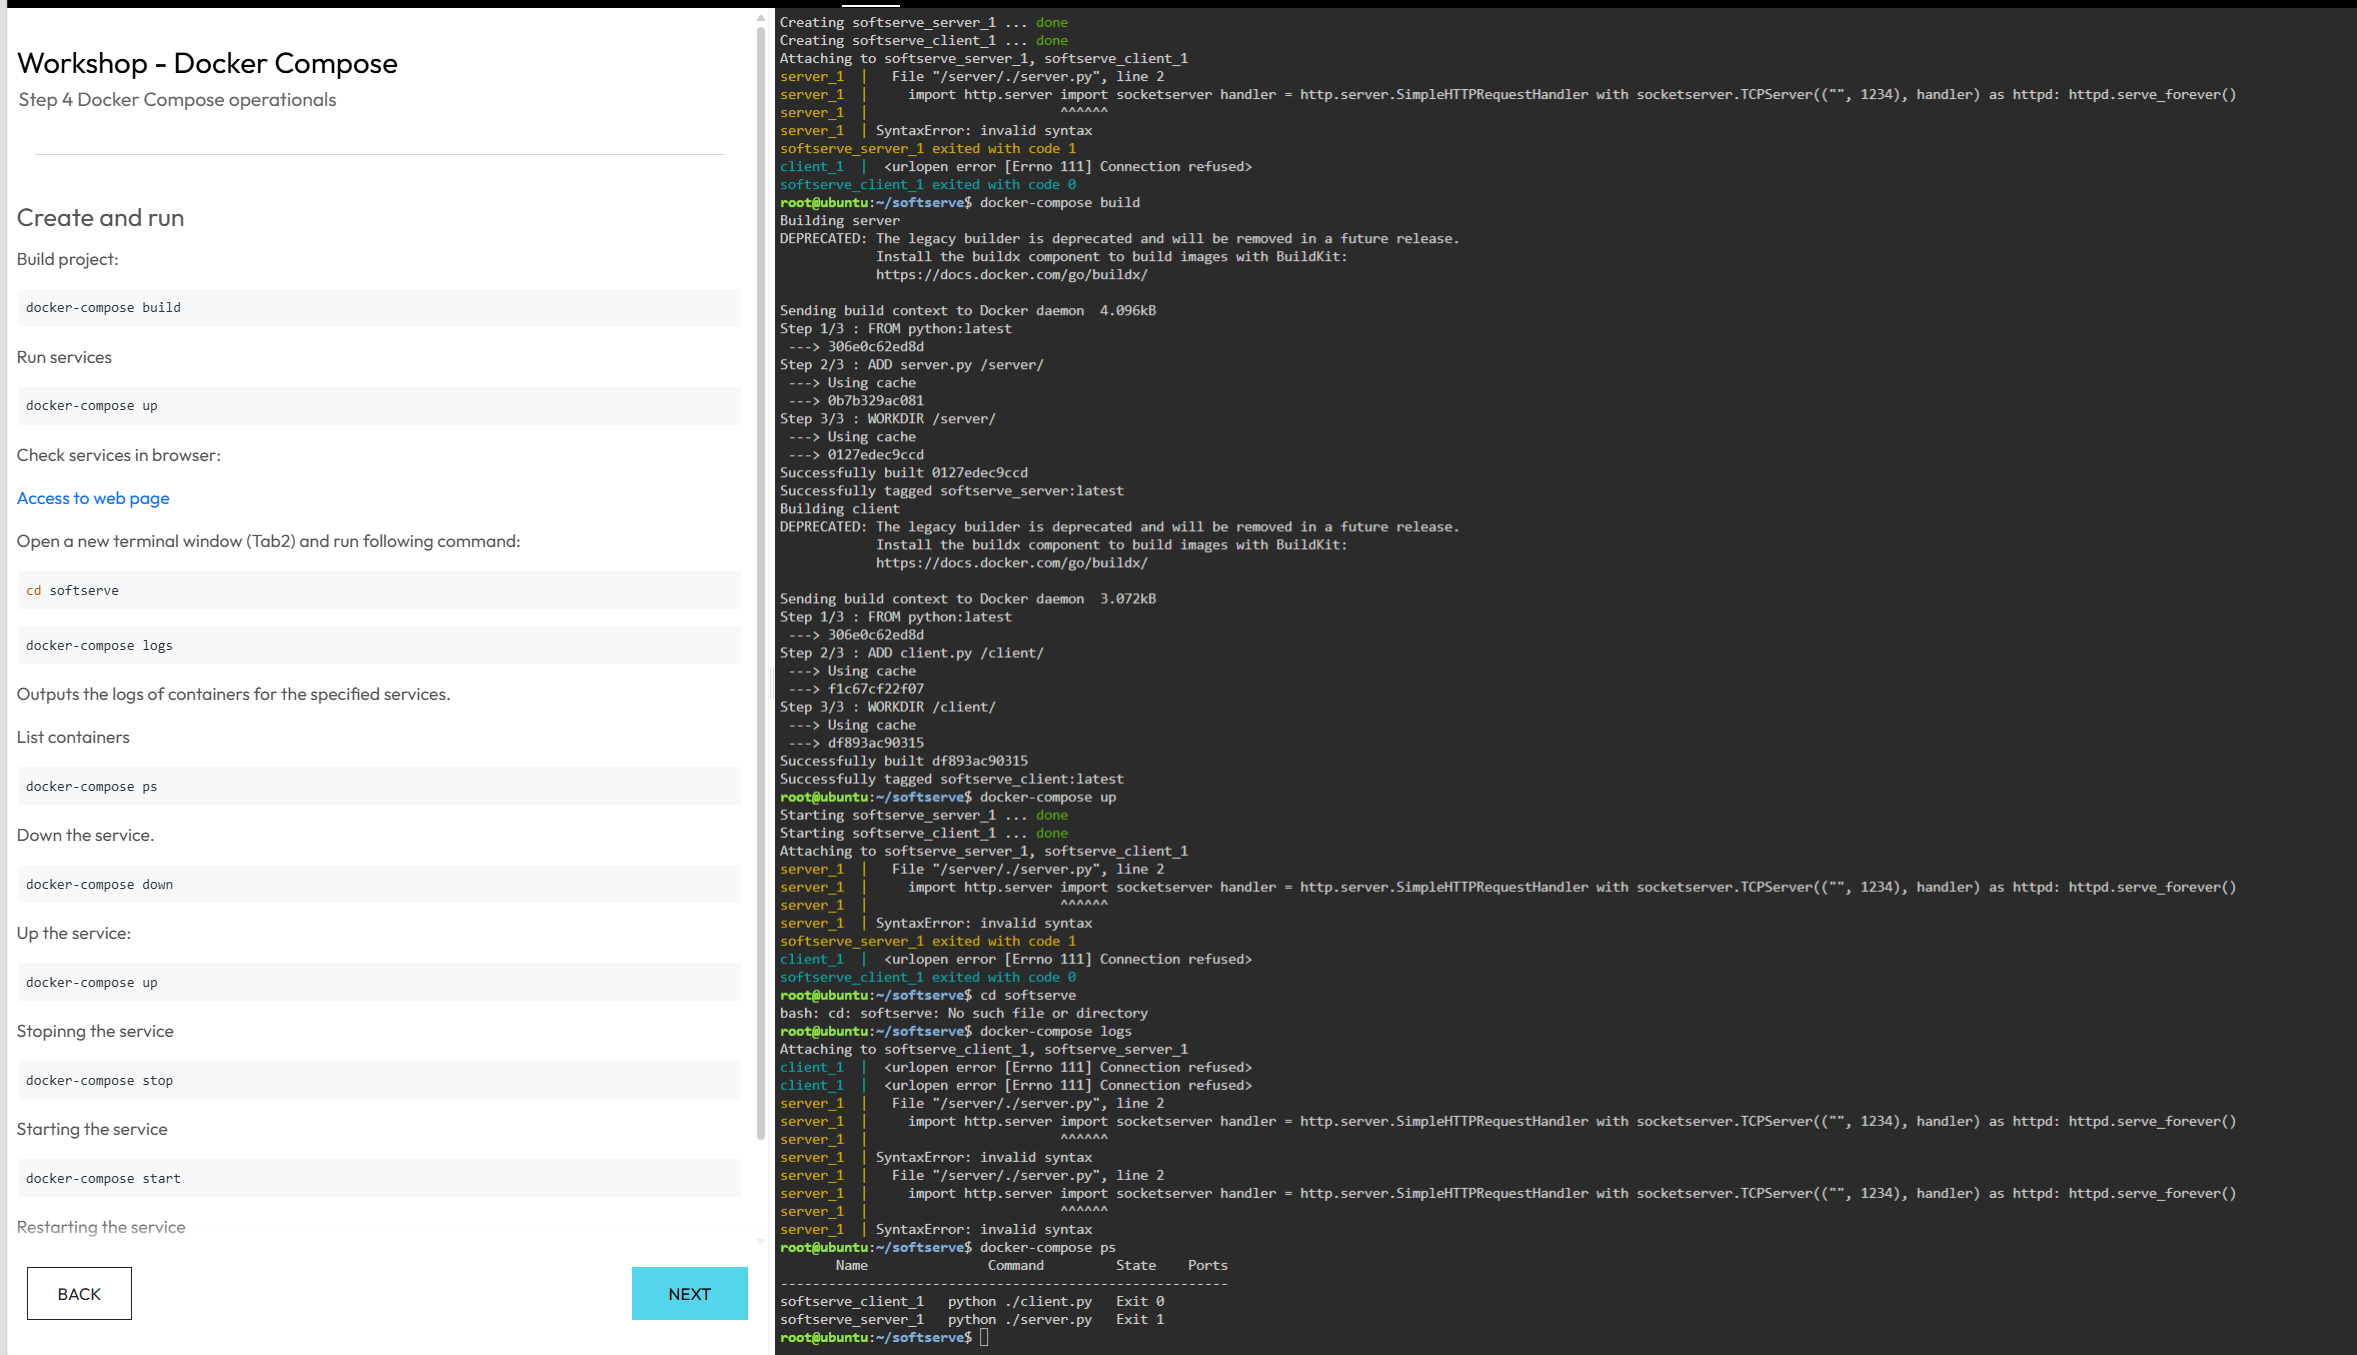 Workshop - Docker Compose
Step 4 Docker Compose operationals
Create and run
Build project:
docker-compose build
Run services
docker-compose up
Check services in browser:
Access to web page
Open a new terminal window (Tab2) and run following command:
cd softserve
docker-compose logs
Outputs the logs of containers for the specified services.
List containers
docker-compose ps
Down the service.
docker-compose down
Up the service:
docker-compose up
Stopinng the service
docker-compose stop
Starting the service
docker-compose start
Restarting the service
BACK
NEXT
Creating softserve_server_1 ... done
Creating softserve_client_1 ... done
Attaching to softserve_server_1, softserve_client_1
server_1  |   File "/server/./server.py", line 2
server_1  |     import http.server import socketserver handler = http.server.SimpleHTTPRequestHandler with socketserver.TCPServer(("", 1234), handler) as httpd: httpd.serve_forever()
server_1  |                        ^^^^^^
server_1  | SyntaxError: invalid syntax
softserve_server_1 exited with code 1
client_1  |  <urlopen error [Errno 111] Connection refused>
softserve_client_1 exited with code 0
root@ubuntu:~/softserve$ docker-compose build
Building server
DEPRECATED: The legacy builder is deprecated and will be removed in a future release.
            Install the buildx component to build images with BuildKit:
            https://docs.docker.com/go/buildx/
Sending build context to Docker daemon  4.096kB
Step 1/3 : FROM python:latest
 ---> 306e0c62ed8d
Step 2/3 : ADD server.py /server/
 ---> Using cache
 ---> 0b7b329ac081
Step 3/3 : WORKDIR /server/
 ---> Using cache
 ---> 0127edec9ccd
Successfully built 0127edec9ccd
Successfully tagged softserve_server:latest
Building client
DEPRECATED: The legacy builder is deprecated and will be removed in a future release.
            Install the buildx component to build images with BuildKit:
            https://docs.docker.com/go/buildx/
Sending build context to Docker daemon  3.072kB
Step 1/3 : FROM python:latest
 ---> 306e0c62ed8d
Step 2/3 : ADD client.py /client/
 ---> Using cache
 ---> f1c67cf22f07
Step 3/3 : WORKDIR /client/
 ---> Using cache
 ---> df893ac90315
Successfully built df893ac90315
Successfully tagged softserve_client:latest
root@ubuntu:~/softserve$ docker-compose up
Starting softserve_server_1 ... done
Starting softserve_client_1 ... done
Attaching to softserve_server_1, softserve_client_1
server_1  |   File "/server/./server.py", line 2
server_1  |     import http.server import socketserver handler = http.server.SimpleHTTPRequestHandler with socketserver.TCPServer(("", 1234), handler) as httpd: httpd.serve_forever()
server_1  |                        ^^^^^^
server_1  | SyntaxError: invalid syntax
softserve_server_1 exited with code 1
client_1  |  <urlopen error [Errno 111] Connection refused>
softserve_client_1 exited with code 0
root@ubuntu:~/softserve$ cd softserve
bash: cd: softserve: No such file or directory
root@ubuntu:~/softserve$ docker-compose logs
Attaching to softserve_client_1, softserve_server_1
client_1  |  <urlopen error [Errno 111] Connection refused>
client_1  |  <urlopen error [Errno 111] Connection refused>
server_1  |   File "/server/./server.py", line 2
server_1  |     import http.server import socketserver handler = http.server.SimpleHTTPRequestHandler with socketserver.TCPServer(("", 1234), handler) as httpd: httpd.serve_forever()
server_1  |                        ^^^^^^
server_1  | SyntaxError: invalid syntax
server_1  |   File "/server/./server.py", line 2
server_1  |     import http.server import socketserver handler = http.server.SimpleHTTPRequestHandler with socketserver.TCPServer(("", 1234), handler) as httpd: httpd.serve_forever()
server_1  |                        ^^^^^^
server_1  | SyntaxError: invalid syntax
root@ubuntu:~/softserve$ docker-compose ps
       Name               Command         State    Ports
--------------------------------------------------------
softserve_client_1   python ./client.py   Exit 0
softserve_server_1   python ./server.py   Exit 1
root@ubuntu:~/softserve$